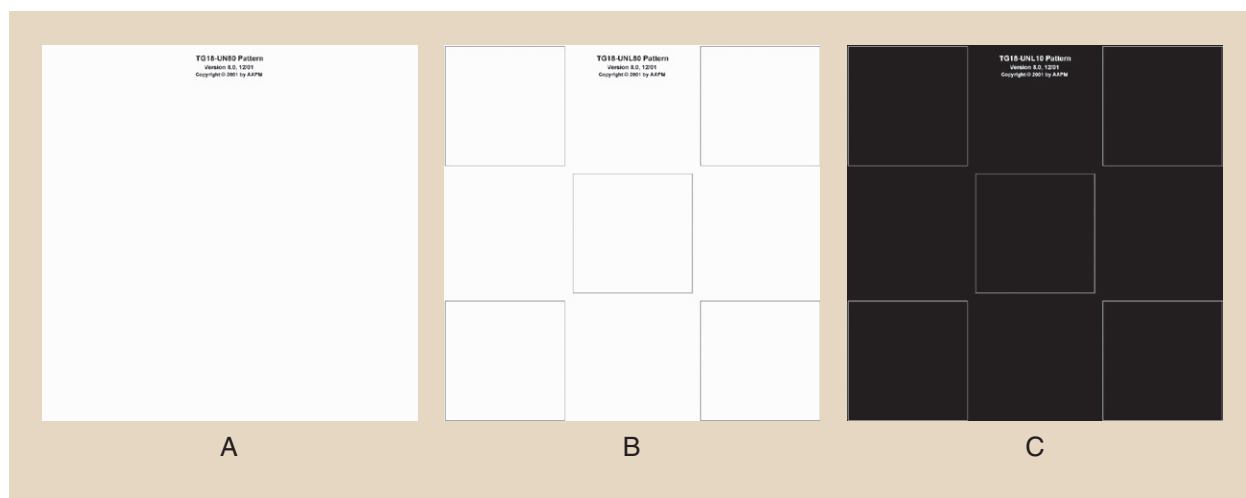 TG18-UN80 Pattern
Version 8.0, 12/01
Copyright © 2001 by AAPM
TG18-UNL80 Pattern
Version 8.0, 12/01
Copyright © 2001 by AAPM
TG18-UNL10 Pattern
Version 8.0, 12/01
Copyright © 2001 by AAPM
A
B
C